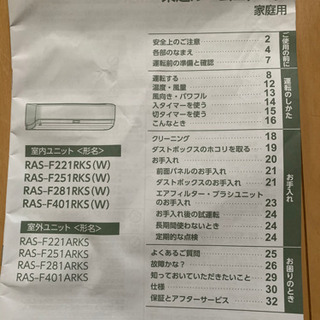 家庭用
室内ユニット〈形名〉
RAS-F221RKS(W)
RAS-F251RKS(W)
RAS-F281RKS(W)
RAS-F401RKS(W)
室外ユニット〈形名〉
RAS-F221ARKS
RAS-F251ARKS
RAS-F281ARKS
RAS-F401ARKS
安全上のご注意 2
各部のなまえ 4
運転前の準備と確認 7
ご使用の前に
運転する 8
温度・風量 12
風向き・パワフル 13
入タイマーを使う 14
切タイマーを使う 15
こんなとき 16
運転のしかた
クリーニング 18
ダストボックスのホコリを取る 19
お手入れ 20
前面パネルのお手入れ 21
ダストボックスのお手入れ 21
エアフィルター・ブラシユニット
のお手入れ 23
お手入れ後の試運転 24
長期間使わないとき 24
定期的な点検 24
お手入れ
よくあるご質問 25
故障かな？ 26
知っておいていただきたいこと 29
仕様 30
保証とアフターサービス 32
お困りのとき